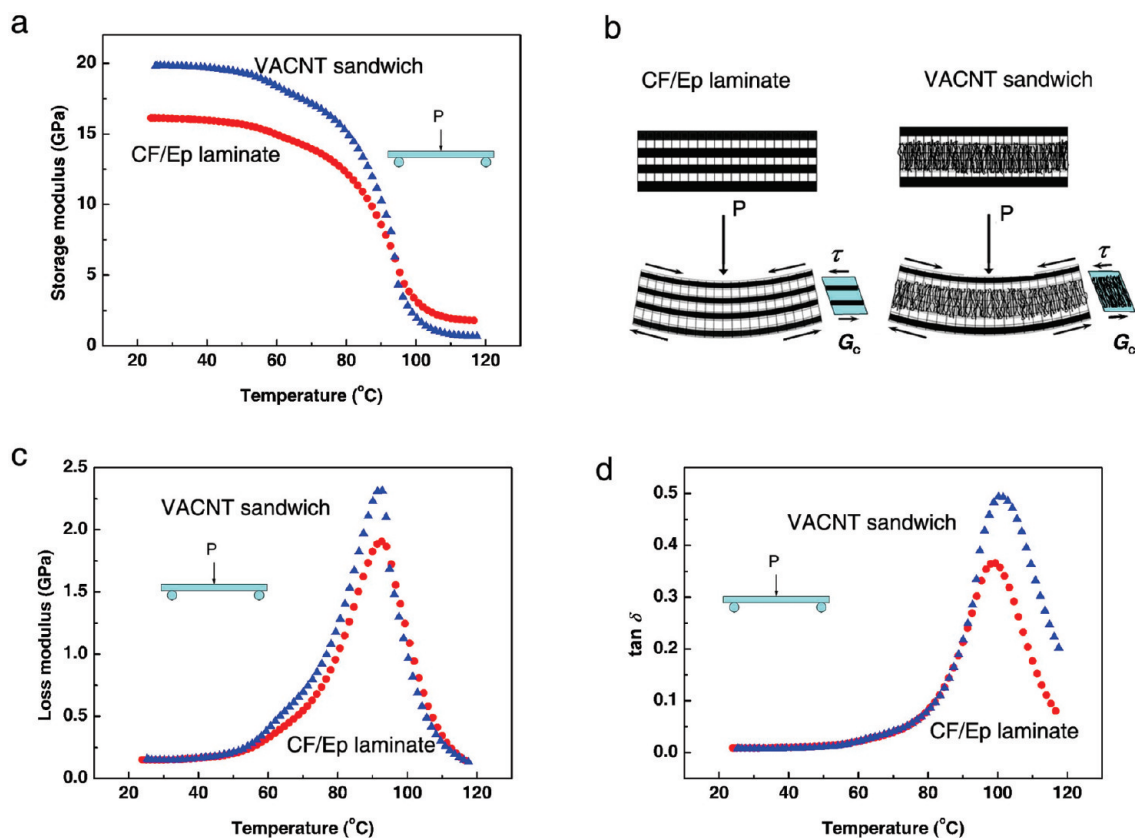 a
Storage modulus (GPa)
20
15
10
5
0
VACNT sandwich
CF/Ep laminate
P
20 40 60 80 100 120
Temperature (°C)
b
CF/Ep laminate
VACNT sandwich
P
P
τ
τ
Gc
Gc
c
Loss modulus (GPa)
2.5
2.0
1.5
1.0
0.5
0.0
VACNT sandwich
P
CF/Ep laminate
20 40 60 80 100 120
Temperature (°C)
d
tan δ
0.5
0.4
0.3
0.2
0.1
0.0
VACNT sandwich
P
CF/Ep laminate
20 40 60 80 100 120
Temperature (°C)